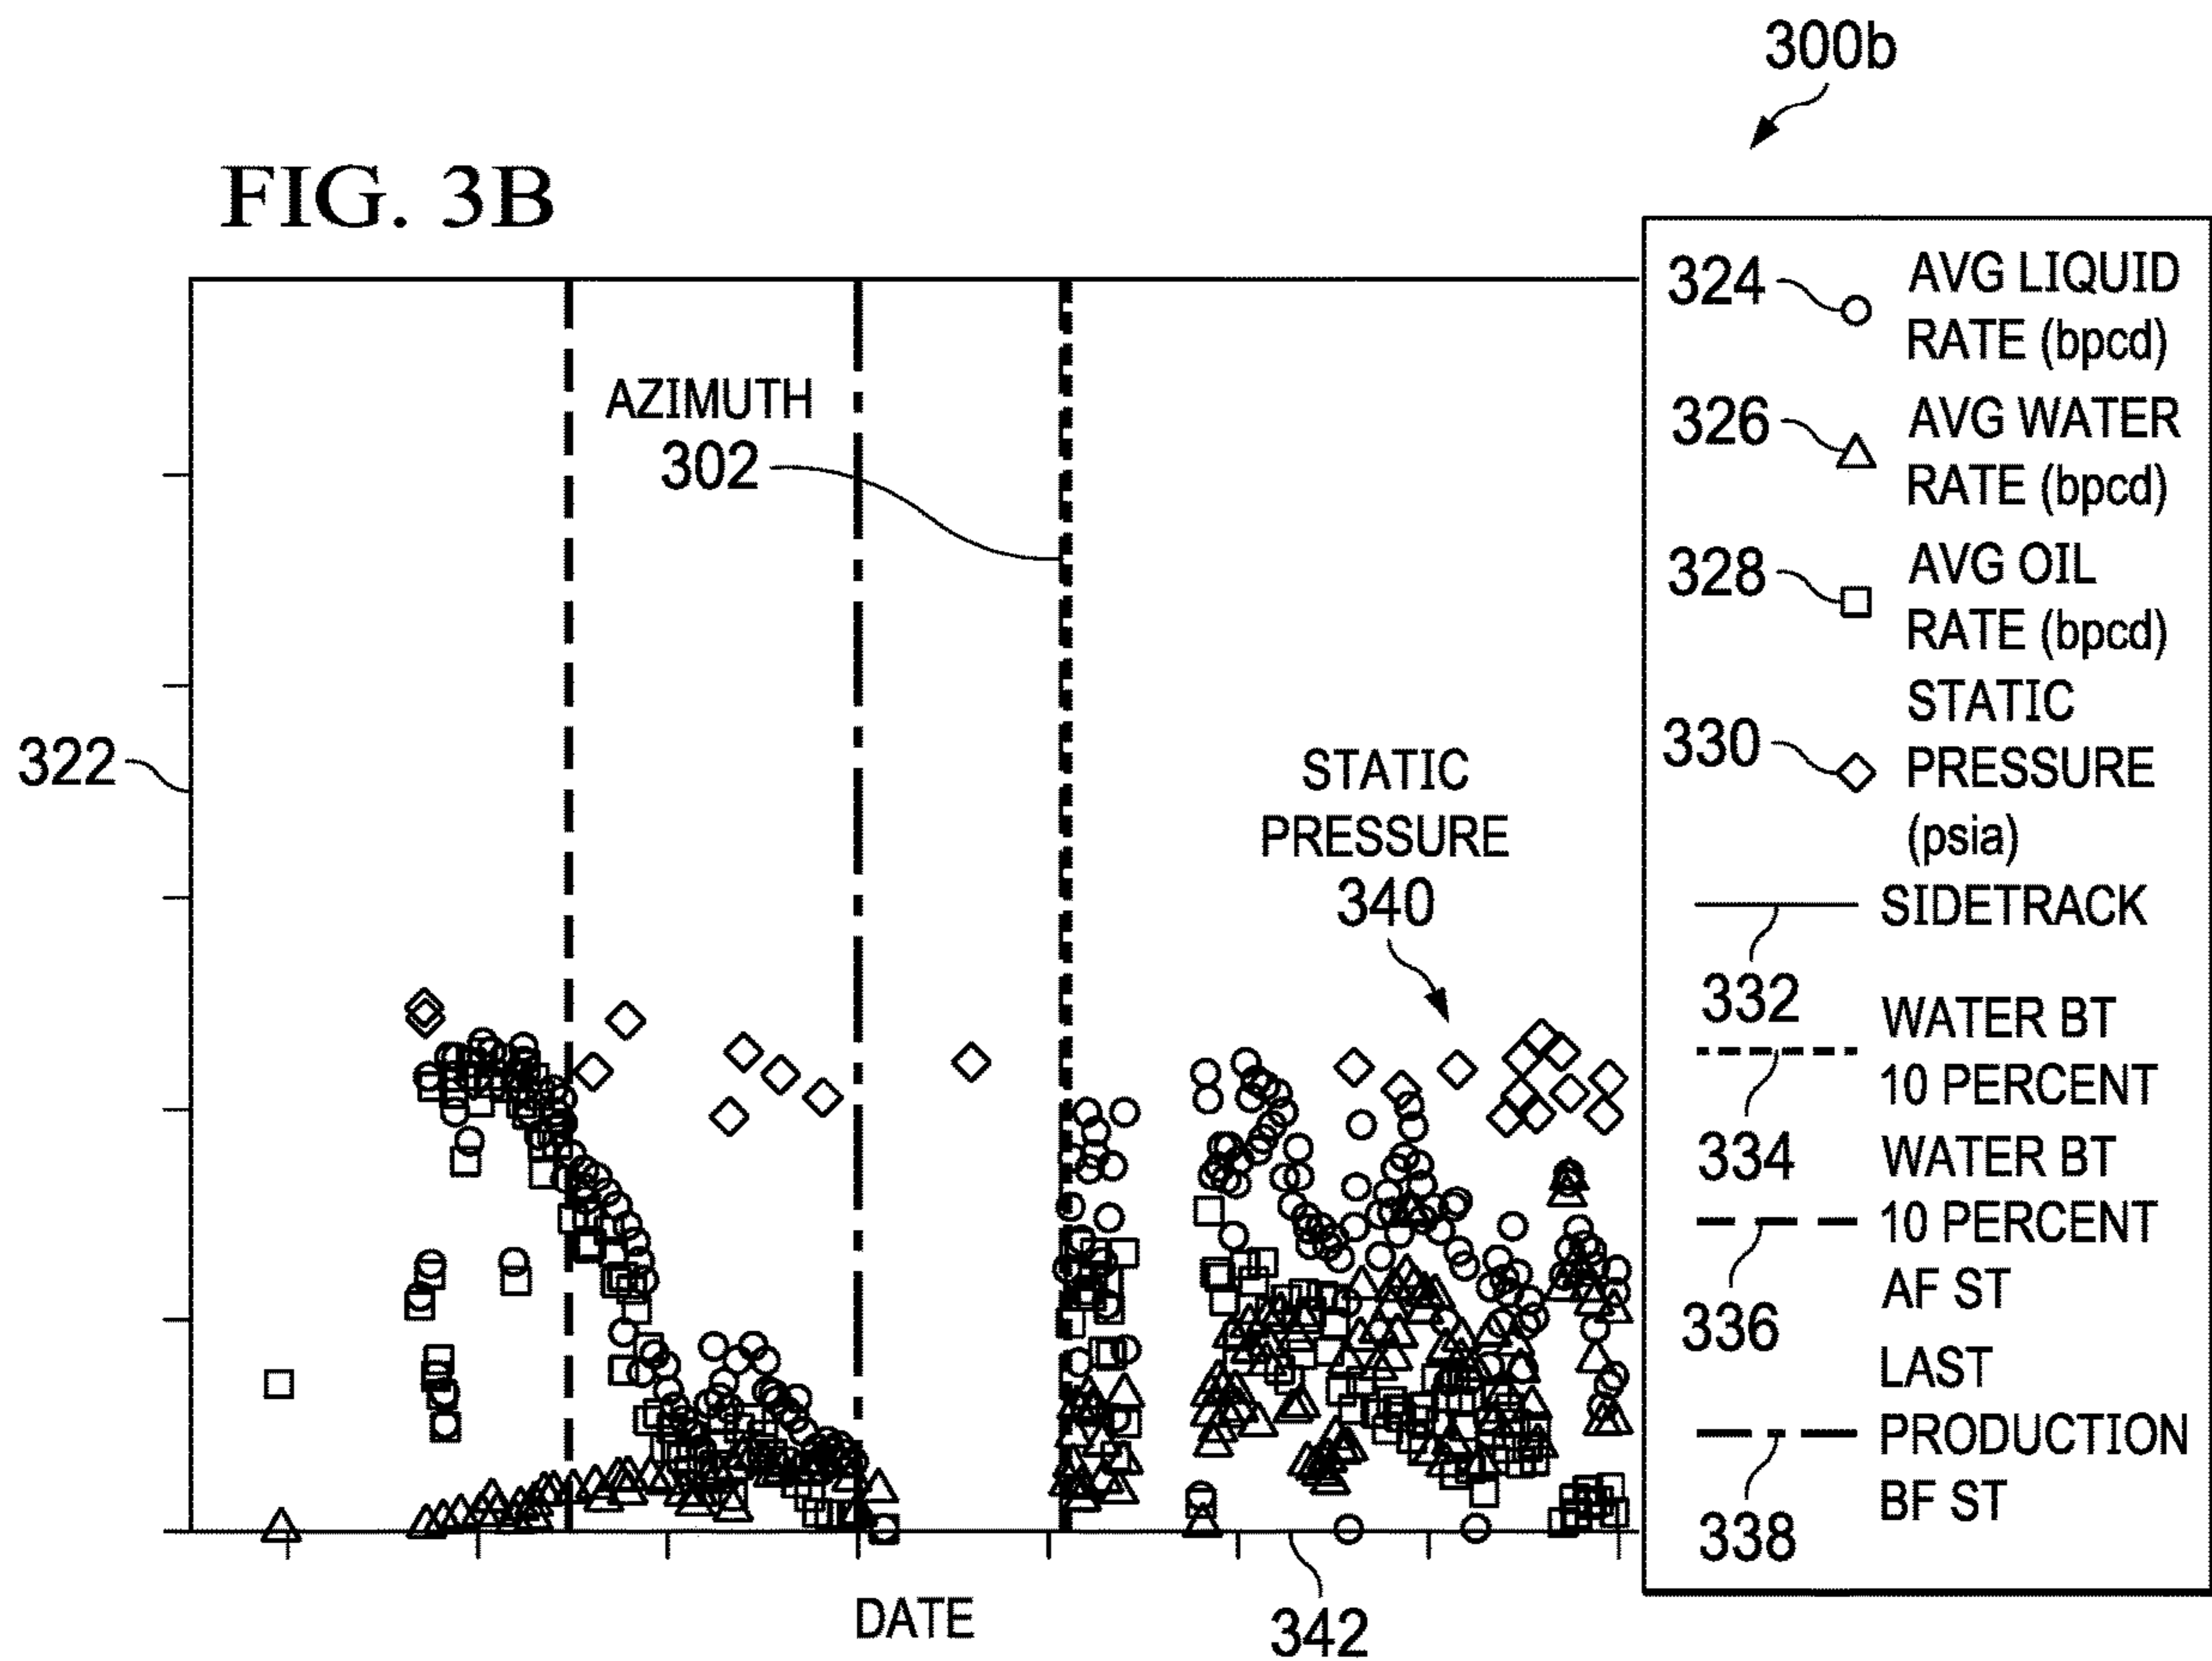 300b
FIG. 3B
AZIMUTH
302
322
STATIC
PRESSURE
340
DATE
342
324
AVG LIQUID
RATE (bpcd)
326
AVG WATER
RATE (bpcd)
328
AVG OIL
RATE (bpcd)
330
STATIC
PRESSURE
(psia)
SIDETRACK
332
WATER BT
10 PERCENT
334
WATER BT
10 PERCENT
AF ST
336
LAST
PRODUCTION
BF ST
338